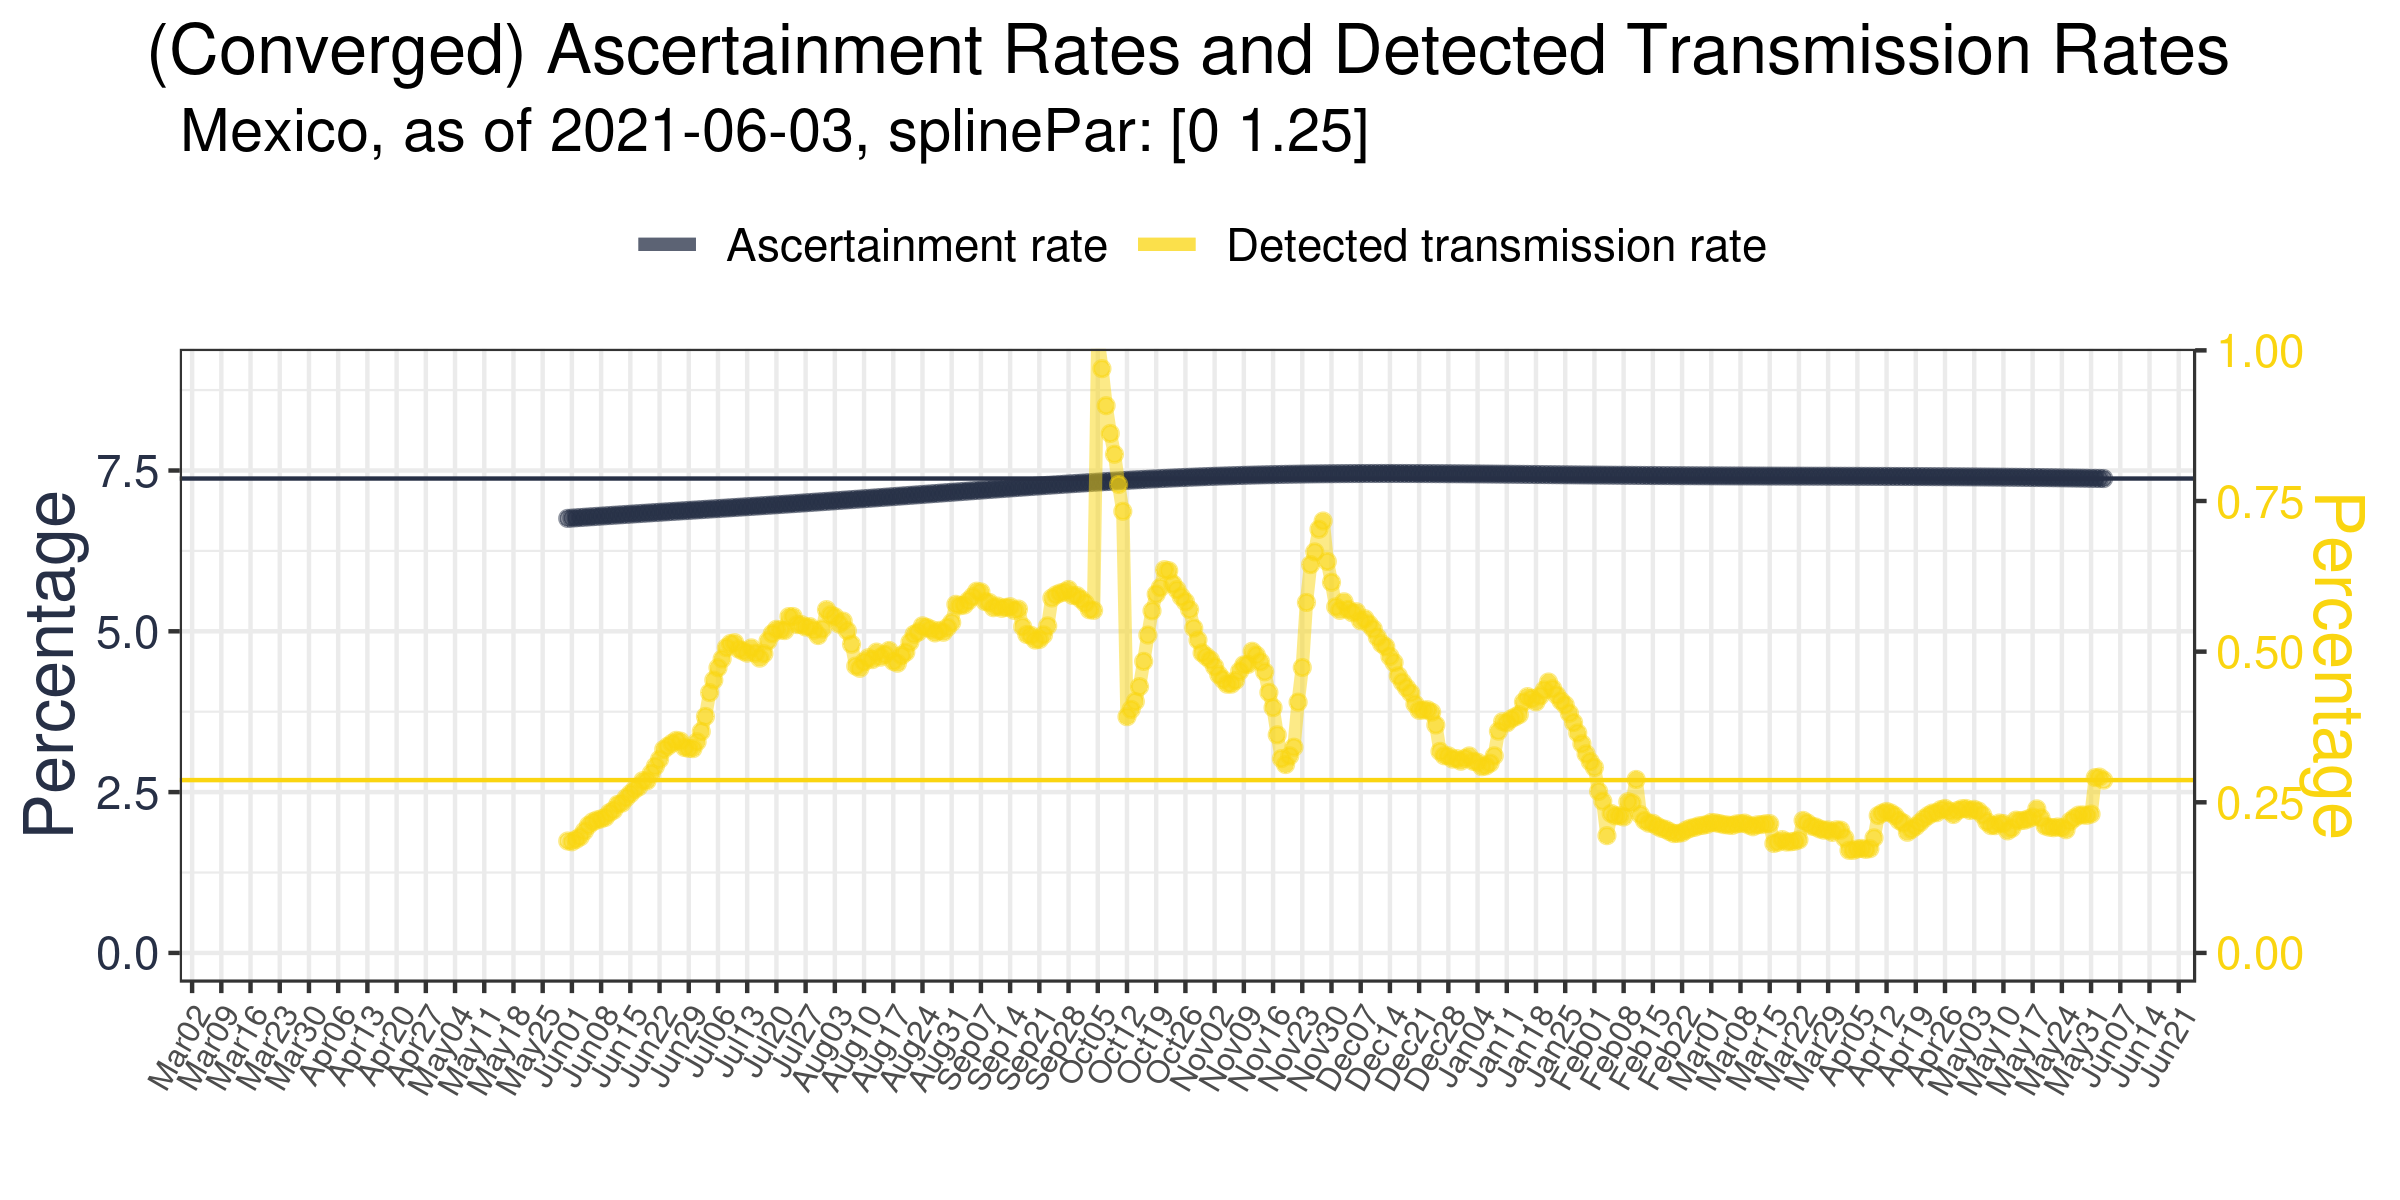 (Converged) Ascertainment Rates and Detected Transmission Rates
Mexico, as of 2021-06-03, splinePar: [0 1.25]
Ascertainment rate
Detected transmission rate
Percentage
7.5
5.0
2.5
0.0
1.00
0.75
0.50
0.25
0.00
Percentage
Mar02
Mar09
Mar16
Mar23
Mar30
Apr06
Apr13
Apr20
Apr27
May04
May11
May18
May25
Jun01
Jun08
Jun15
Jun22
Jun29
Jul06
Jul13
Jul20
Jul27
Aug03
Aug10
Aug17
Aug24
Aug31
Sep07
Sep14
Sep21
Sep28
Oct05
Oct12
Oct19
Oct26
Nov02
Nov09
Nov16
Nov23
Nov30
Dec07
Dec14
Dec21
Dec28
Jan04
Jan11
Jan18
Jan25
Feb01
Feb08
Feb15
Feb22
Mar01
Mar08
Mar15
Mar22
Mar29
Apr05
Apr12
Apr19
Apr26
May03
May10
May17
May24
May31
Jun07
Jun14
Jun21